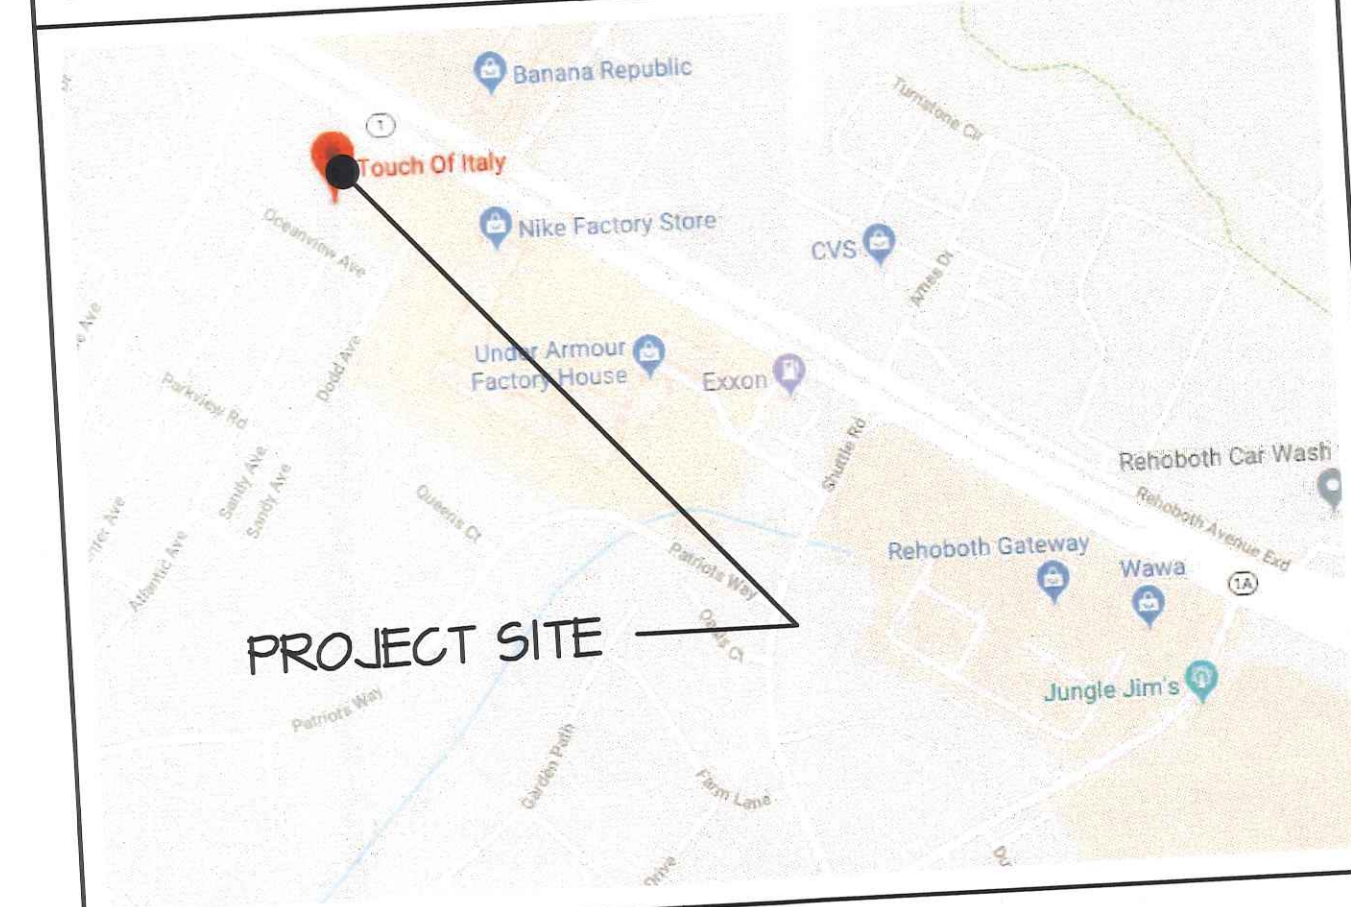 Banana Republic
1
Turnstone Cir
Touch Of Italy
Oceanview Ave
Nike Factory Store
CVS
Ames Dr
e Ave
Dodd Ave
Under Armour
Factory House
Exxon
Parkview Rd
Shuttle Rd
Rehoboth Car Wash
Sandy Ave
Sandy Ave
Queens Ct
Rehoboth Avenue Exd
Atlantic Ave
Patriots Way
Rehoboth Gateway
Wawa
1A
PROJECT SITE
Oasis Ct
Jungle Jim's
Patriots Way
Garden Path
Farm Lane
Drive